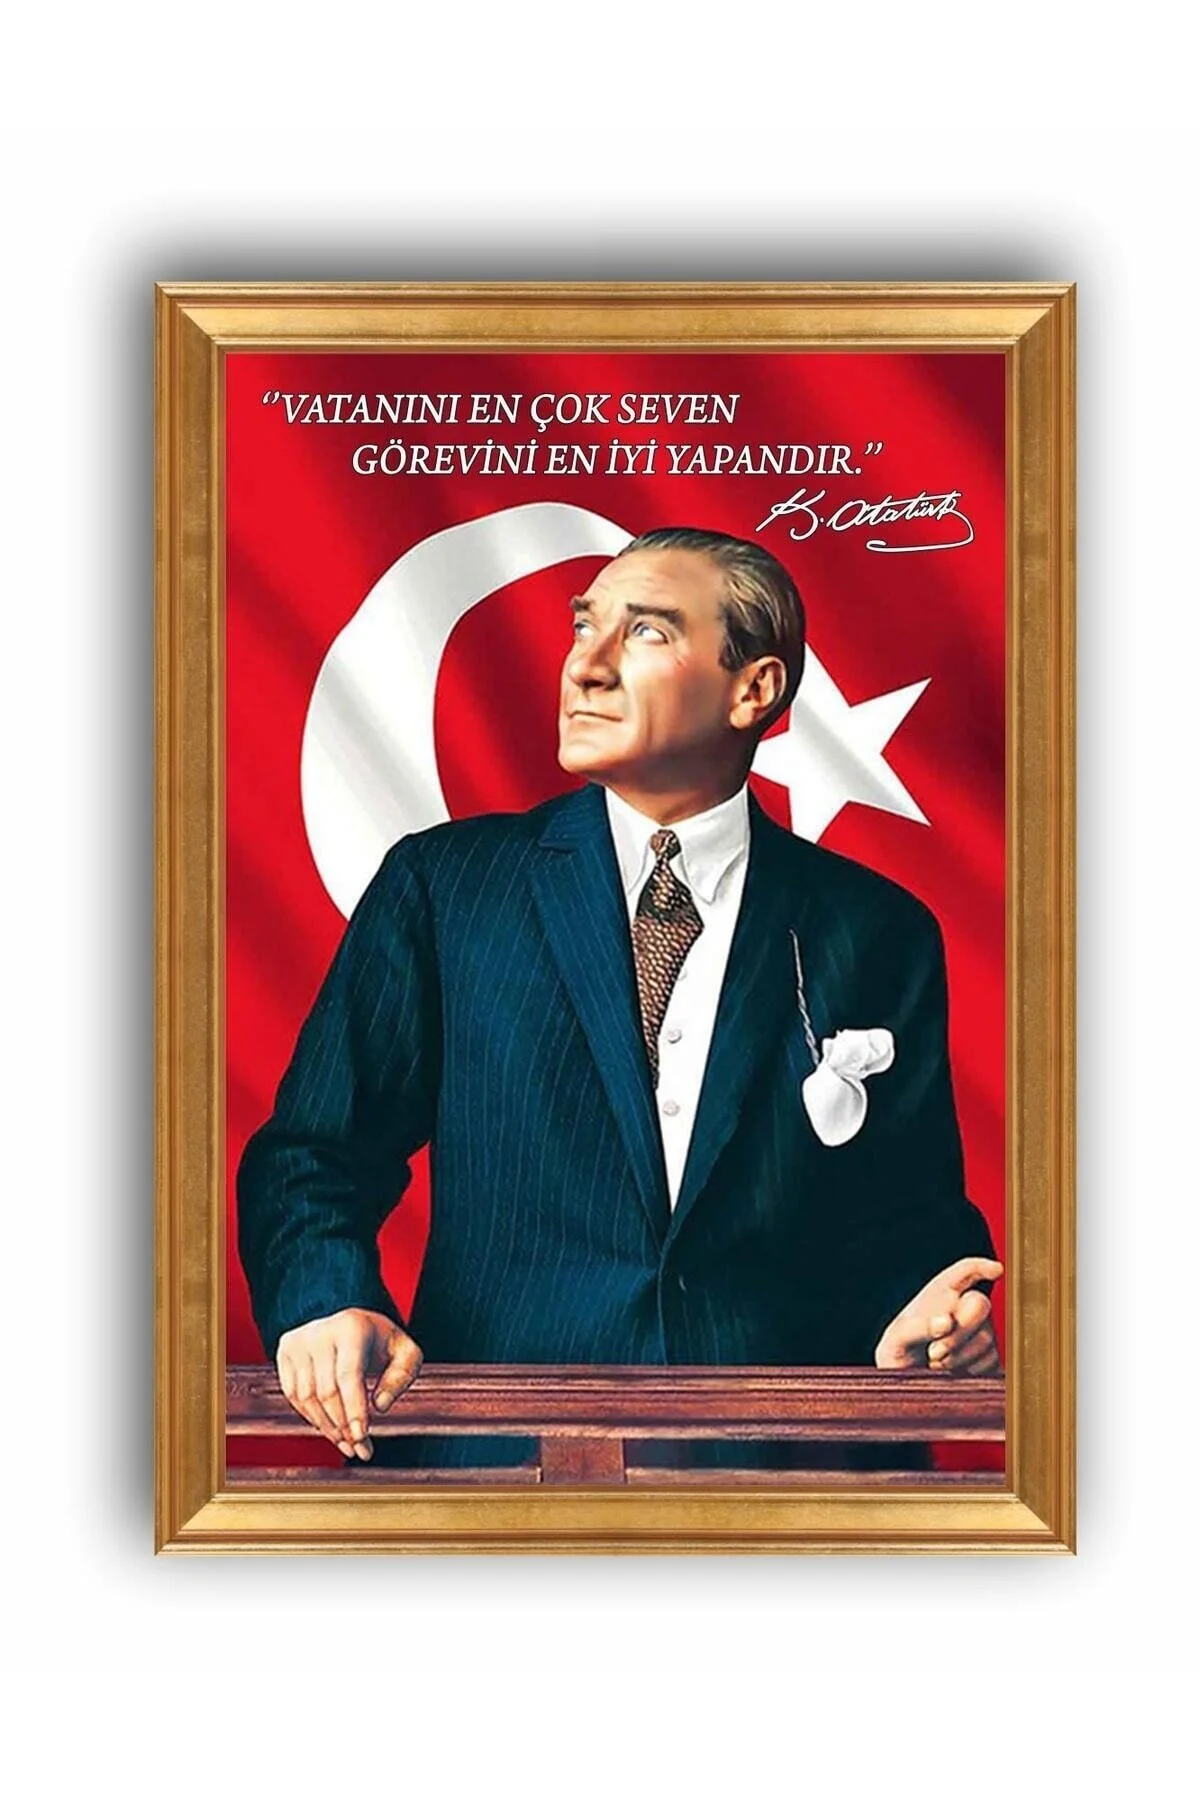 ‘’VATANINI EN ÇOK SEVEN
GÖREVİNİ EN İYİ YAPANDIR.’’
K. Atatürk